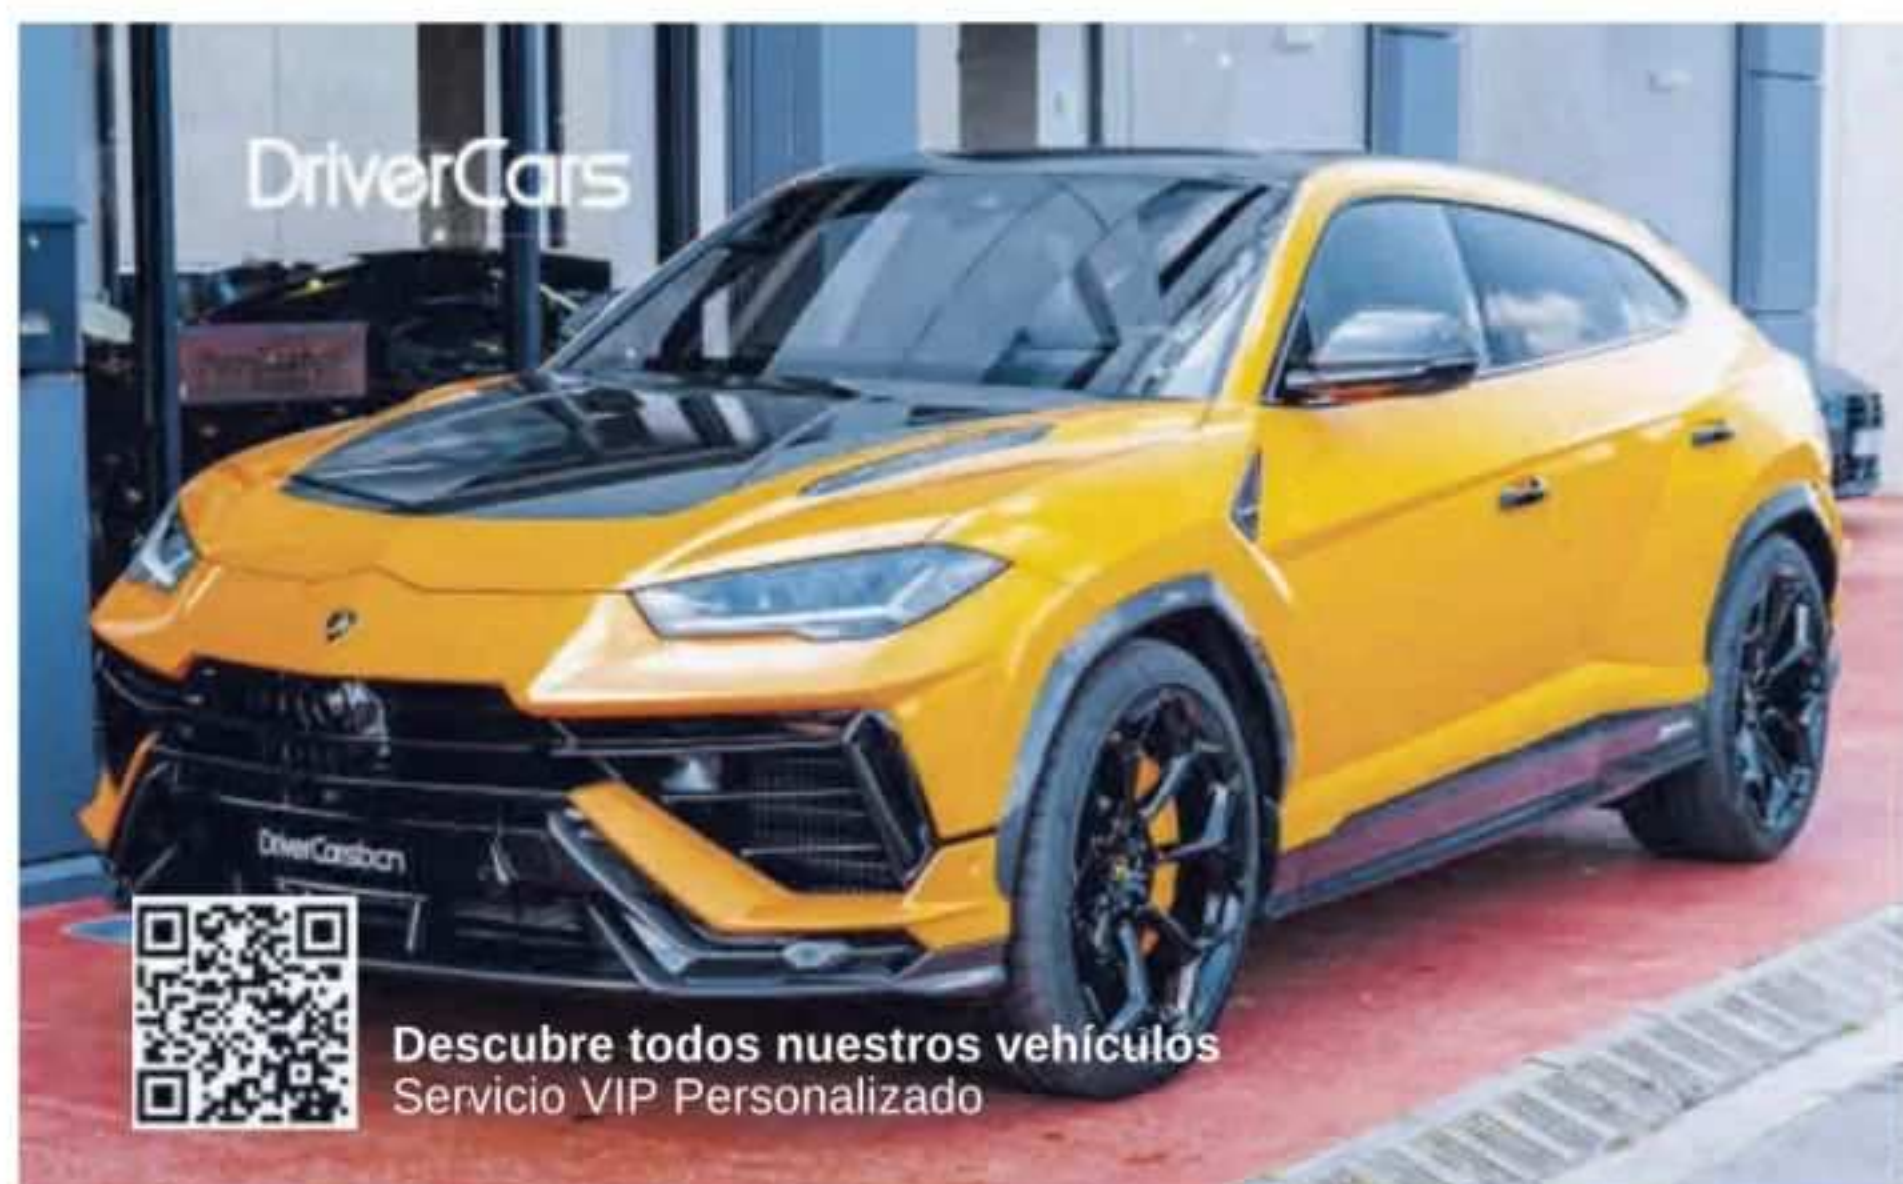 DriverCars
DriverCarsbcn
Descubre todos nuestros vehículos
Servicio VIP Personalizado